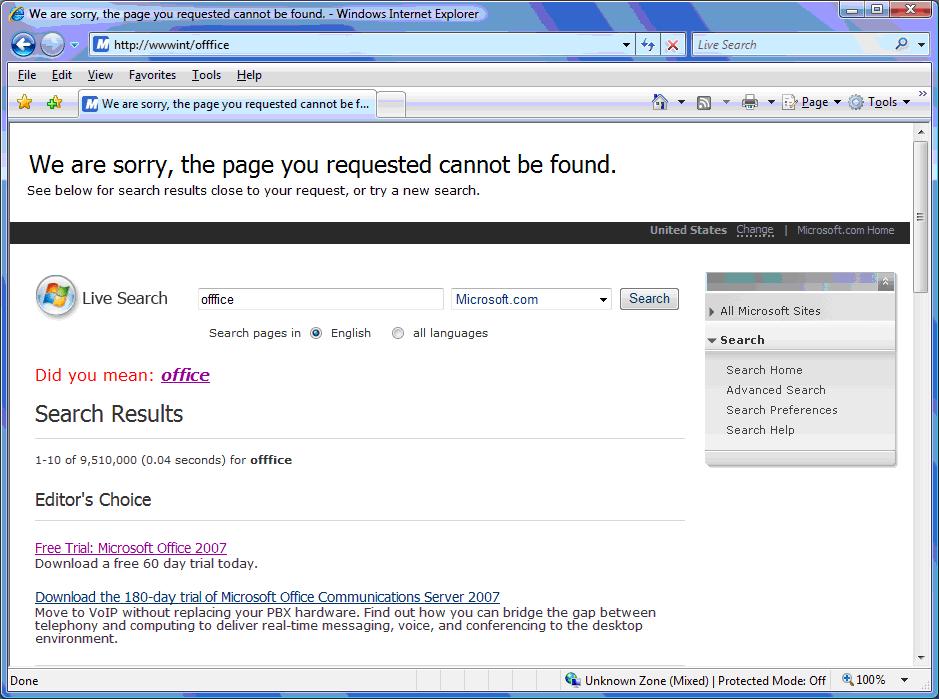 We are sorry, the page you requested cannot be found. - Windows Internet Explorer
http://wwwint/offfice
Live Search
File Edit View Favorites Tools Help
We are sorry, the page you requested cannot be f...
Page Tools »
We are sorry, the page you requested cannot be found.
See below for search results close to your request, or try a new search.
United States Change | Microsoft.com Home
Live Search offfice Microsoft.com Search
Search pages in English all languages
Did you mean: office
Search Results
1-10 of 9,510,000 (0.04 seconds) for offfice
Editor's Choice
Free Trial: Microsoft Office 2007
Download a free 60 day trial today.
Download the 180-day trial of Microsoft Office Communications Server 2007
Move to VoIP without replacing your PBX hardware. Find out how you can bridge the gap between
telephony and computing to deliver real-time messaging, voice, and conferencing to the desktop
environment.
All Microsoft Sites
Search
Search Home
Advanced Search
Search Preferences
Search Help
Done Unknown Zone (Mixed) | Protected Mode: Off 100%